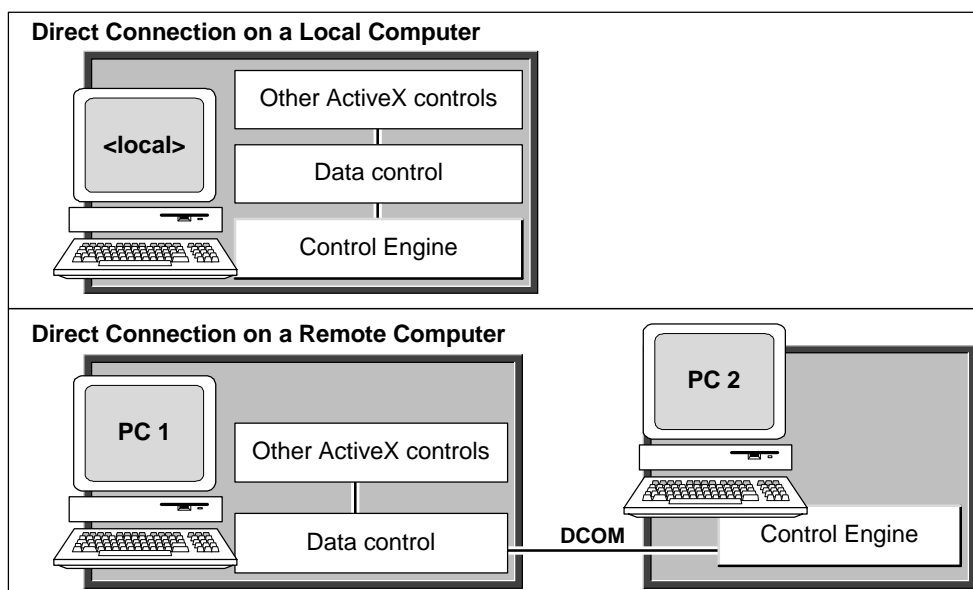 Direct Connection on a Local Computer
<local>
Other ActiveX controls
Data control
Control Engine
Direct Connection on a Remote Computer
PC 1
Other ActiveX controls
Data control
DCOM
PC 2
Control Engine